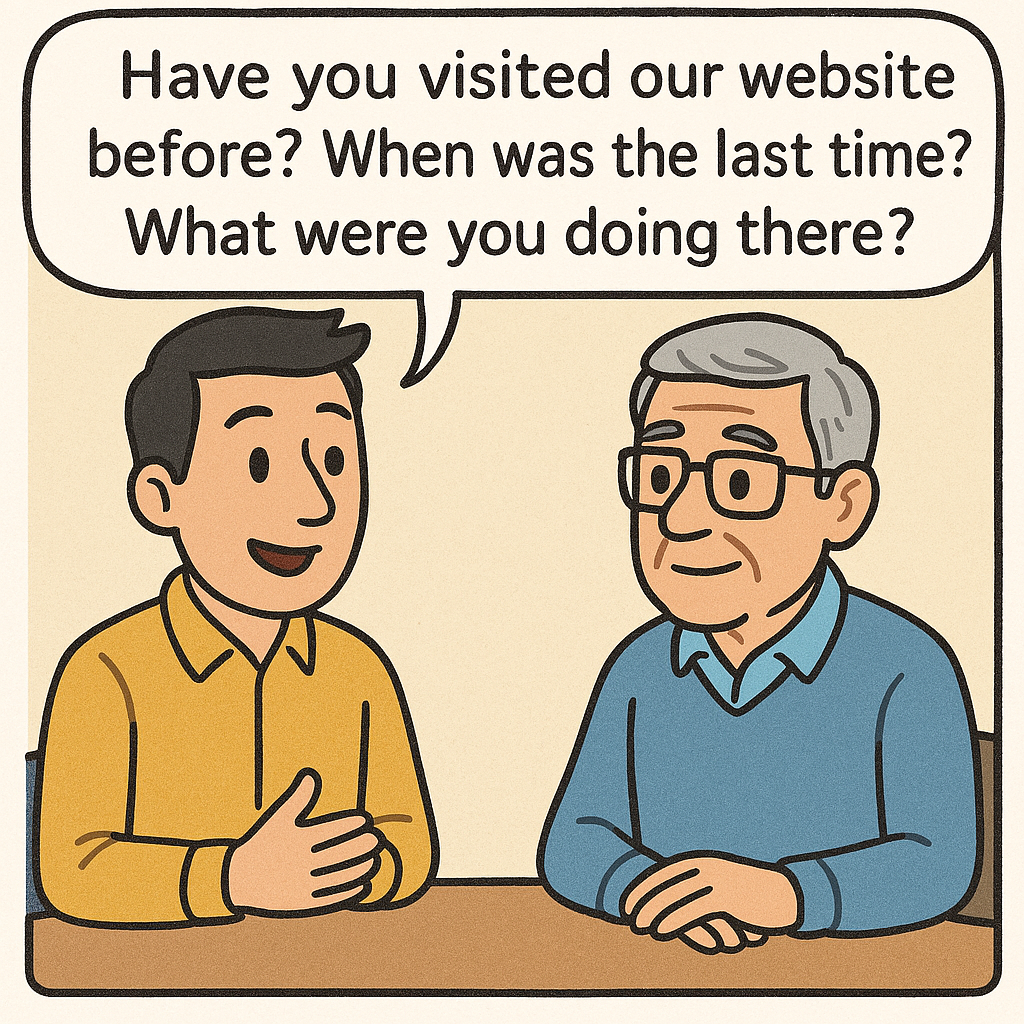 Have you visited our website
before? When was the last time?
What were you doing there?